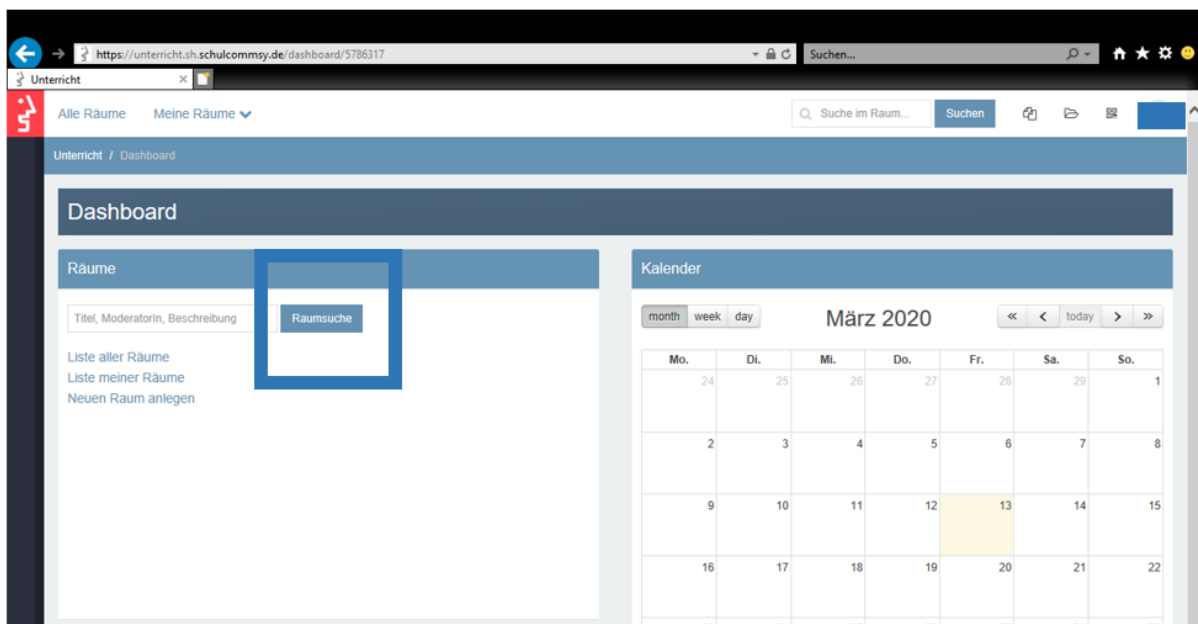 https://unterricht.sh.schulcommsy.de/dashboard/5786317
Suchen...
Unterricht
Alle Räume Meine Räume
Suche im Raum... Suchen
Unterricht / Dashboard
Dashboard
Räume
Titel, ModeratorIn, Beschreibung Raumsuche
Liste aller Räume
Liste meiner Räume
Neuen Raum anlegen
Kalender
month week day März 2020 « < today > »
Mo. Di. Mi. Do. Fr. Sa. So.
24 25 26 27 28 29 1
2 3 4 5 6 7 8
9 10 11 12 13 14 15
16 17 18 19 20 21 22